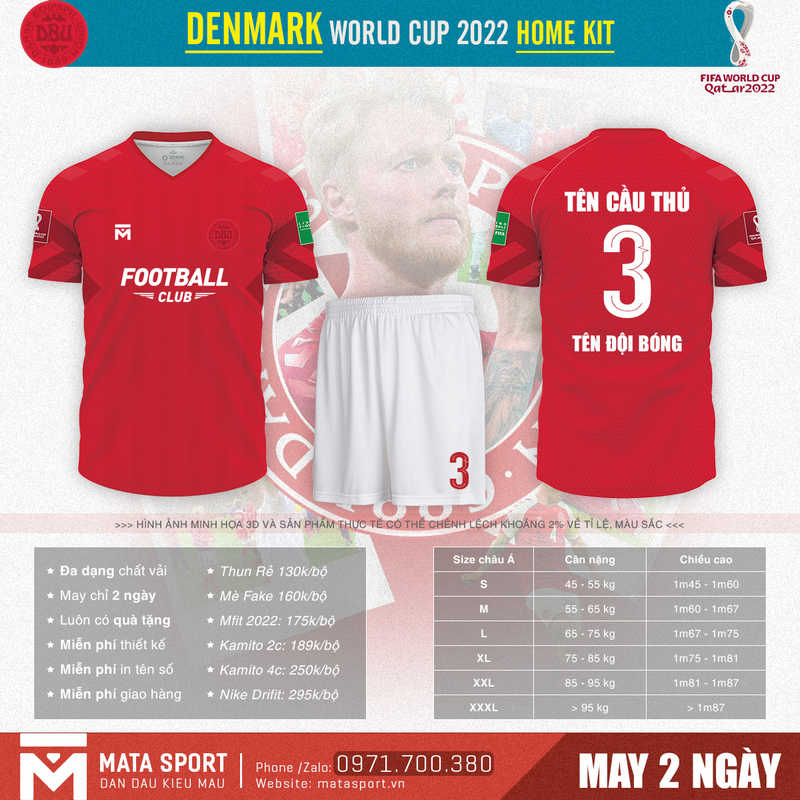 DBU
DENMARK WORLD CUP 2022 HOME KIT
FIFA WORLD CUP
Qatar2022
M
DBU
FOOTBALL
CLUB
TÊN CẦU THỦ
3
TÊN ĐỘI BÓNG
3
>>> HÌNH ẢNH MINH HỌA 3D VÀ SẢN PHẨM THỰC TẾ CÓ THỂ CHÊNH LỆCH KHOẢNG 2% VỀ TỈ LỆ, MÀU SẮC <<<
Đa dạng chất vải
May chỉ 2 ngày
Luôn có quà tặng
Miễn phí thiết kế
Miễn phí in tên số
Miễn phí giao hàng
Thun Rẻ 130k/bộ
Mè Fake 160k/bộ
Mfit 2022: 175k/bộ
Kamito 2c: 189k/bộ
Kamito 4c: 250k/bộ
Nike Drifit: 295k/bộ
Size châu Á Cân nặng Chiều cao
S 45 - 55 kg 1m45 - 1m60
M 55 - 65 kg 1m60 - 1m67
L 65 - 75 kg 1m67 - 1m75
XL 75 - 85 kg 1m75 - 1m81
XXL 85 - 95 kg 1m81 - 1m87
XXXL > 95 kg > 1m87
MATA SPORT
DAN DAU KIEU MAU
Phone /Zalo: 0971.700.380
Website: matasport.vn
MAY 2 NGÀY